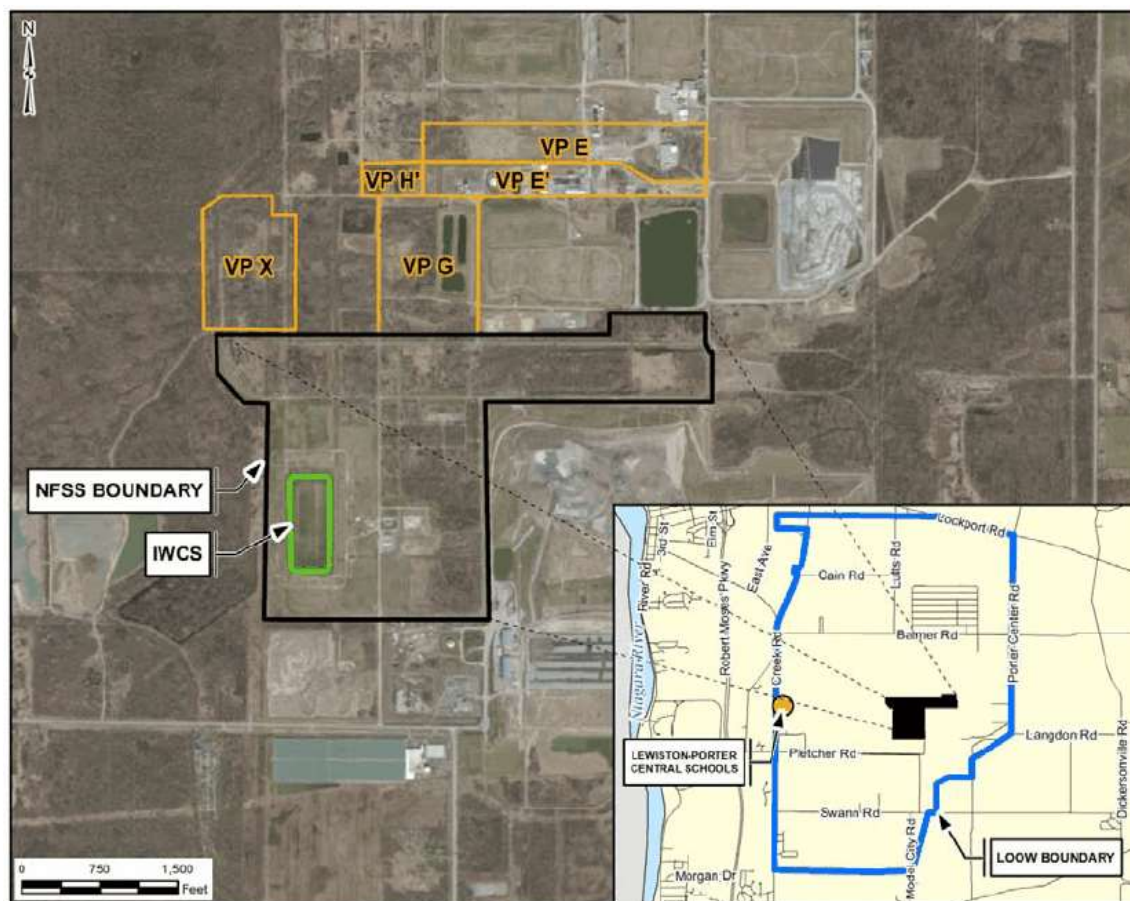 N
VP E
VP H'
VP E'
VP X
VP G
NFSS BOUNDARY
IWCS
0 750 1,500
Feet
Lockport Rd
3rd St
Elm St
East Ave
Lutts Rd
River Rd
Cain Rd
Robert Moses Pkwy
Balmer Rd
Porter Center Rd
Niagara River
Creek Rd
LEWISTON-PORTER
CENTRAL SCHOOLS
Pletcher Rd
Langdon Rd
Dickersonville Rd
Swann Rd
Model City Rd
LOOW BOUNDARY
Morgan Dr